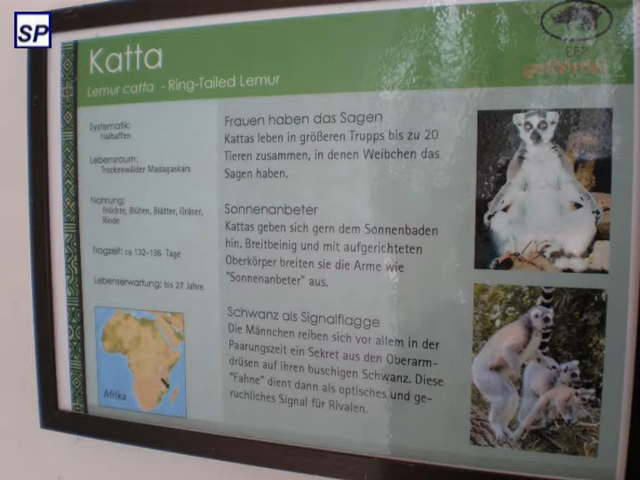 SP
Katta
Lemur catta - Ring-Tailed Lemur
EEP
gefährdet
Systematik:
Halbaffen
Lebensraum:
Trockenwälder Madagaskars
Nahrung:
Früchte, Blüten, Blätter, Gräser,
Rinde
Tragzeit: ca 132-136 Tage
Lebenserwartung: bis 27 Jahre
Afrika
Frauen haben das Sagen
Kattas leben in größeren Trupps bis zu 20
Tieren zusammen, in denen Weibchen das
Sagen haben.
Sonnenanbeter
Kattas geben sich gern dem Sonnenbaden
hin. Breitbeinig und mit aufgerichteten
Oberkörper breiten sie die Arme wie
"Sonnenanbeter" aus.
Schwanz als Signalflagge
Die Männchen reiben sich vor allem in der
Paarungszeit ein Sekret aus den Oberarm-
drüsen auf ihren buschigen Schwanz. Diese
"Fahne" dient dann als optisches und ge-
ruchliches Signal für Rivalen.